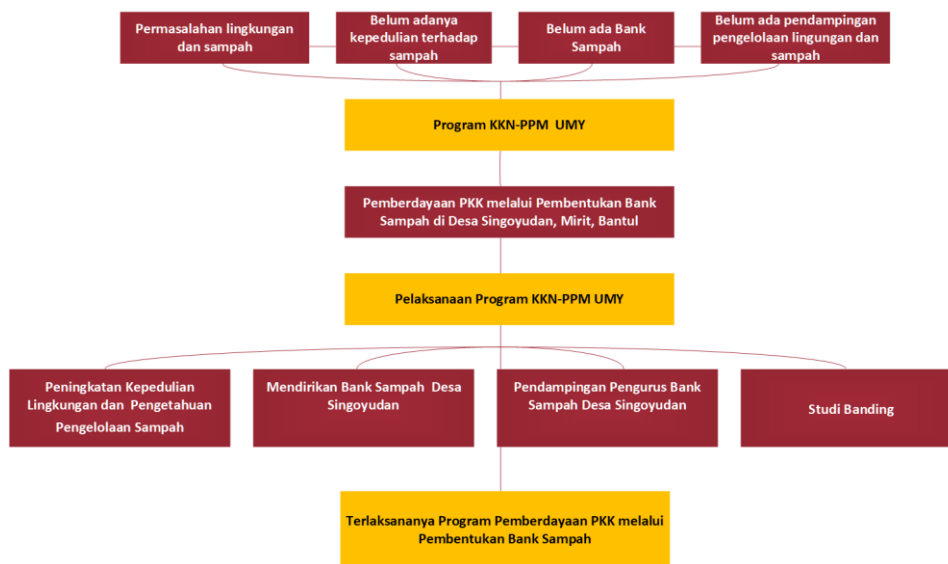 Permasalahan lingkungan
dan sampah
Belum adanya
kepedulian terhadap
sampah
Belum ada Bank
Sampah
Belum ada pendampingan
pengelolaan lingungan dan
sampah
Program KKN-PPM UMY
Pemberdayaan PKK melalui Pembentukan Bank
Sampah di Desa Singoyudan, Mirit, Bantul
Pelaksanaan Program KKN-PPM UMY
Peningkatan Kepedulian
Lingkungan dan Pengetahuan
Pengelolaan Sampah
Mendirikan Bank Sampah Desa
Singoyudan
Pendampingan Pengurus Bank
Sampah Desa Singoyudan
Studi Banding
Terlaksananya Program Pemberdayaan PKK melalui
Pembentukan Bank Sampah